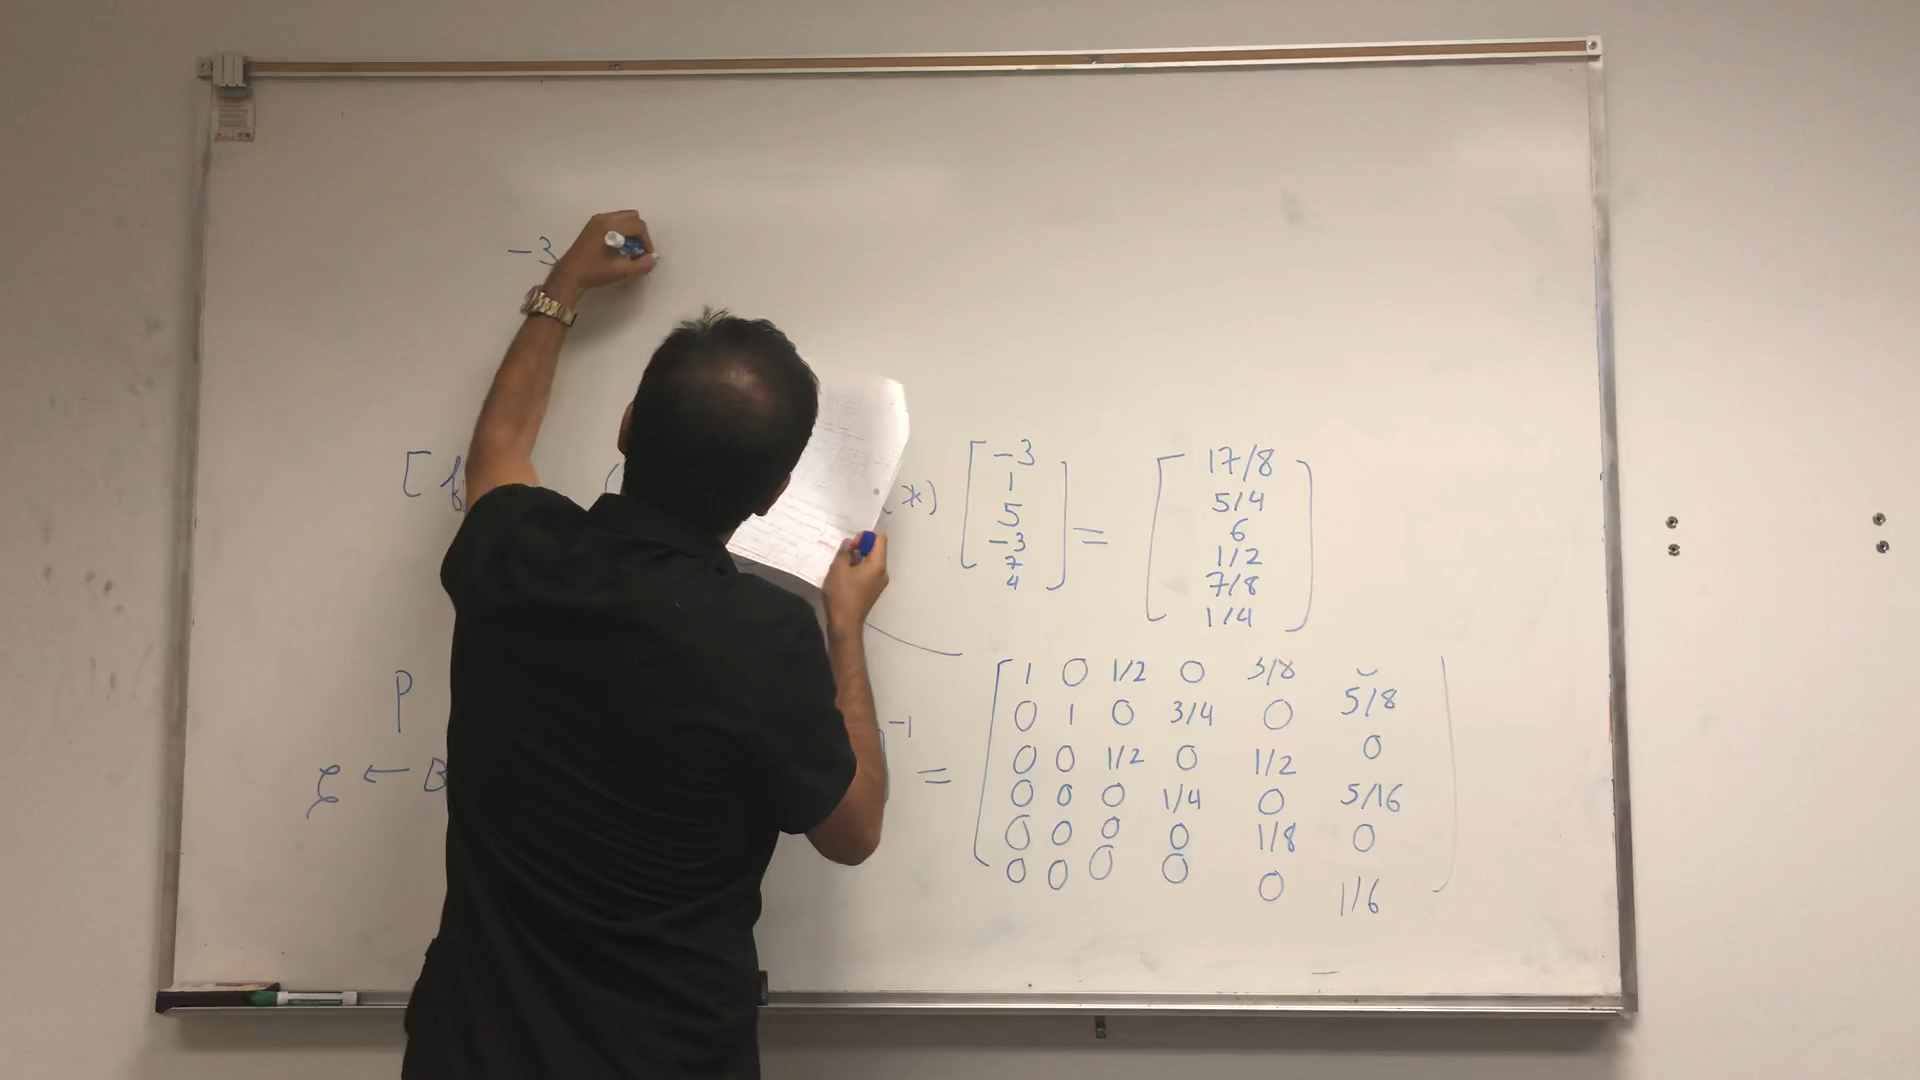 -3
[ f (*) [ -3 1 5 -3 7 4 ] = [ 17/8 5/4 6 1/2 7/8 1/4 ]
P
ξ ← B -1 =
1 0 1/2 0 3/8
0 1 0 3/4 0 5/8
0 0 1/2 0 1/2 0
0 0 0 1/4 0 5/16
0 0 0 0 1/8 0
0 0 0 0 0 1/6